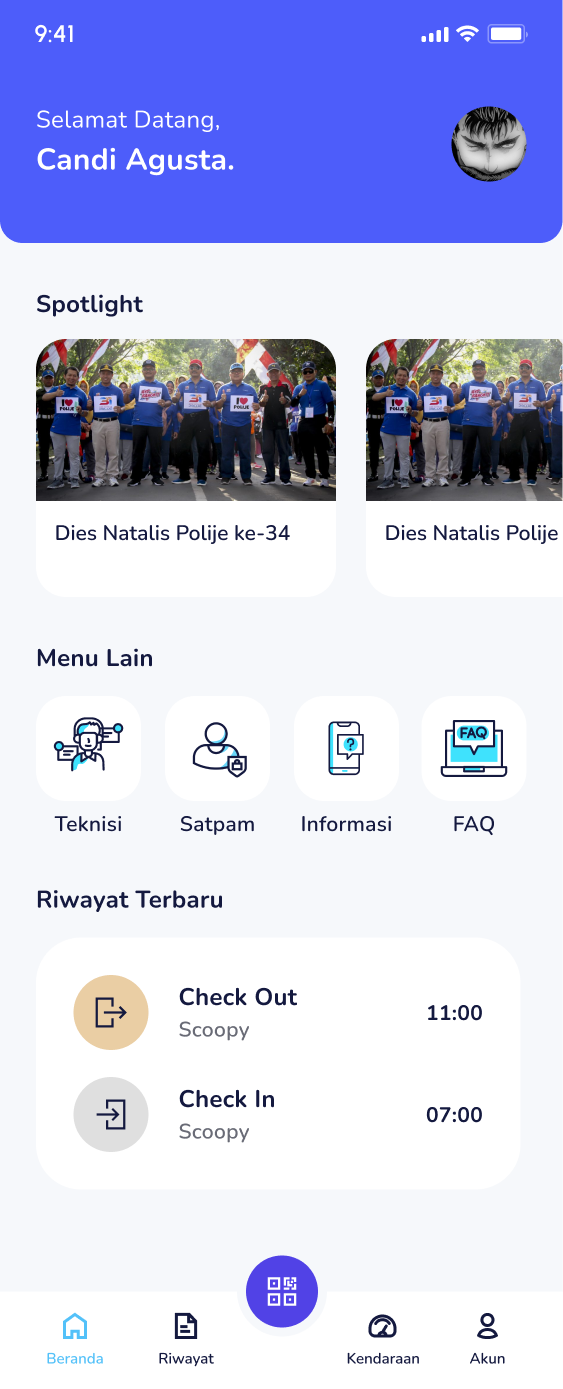 9:41
Selamat Datang,
Candi Agusta.
Spotlight
I POLIJE
I POLIJE
Dies Natalis Polije ke-34
I POLIJE
Dies Natalis Polije
Menu Lain
?
FAQ
Teknisi
Satpam
Informasi
FAQ
Riwayat Terbaru
Check Out
Scoopy
11:00
Check In
Scoopy
07:00
Beranda
Riwayat
Kendaraan
Akun